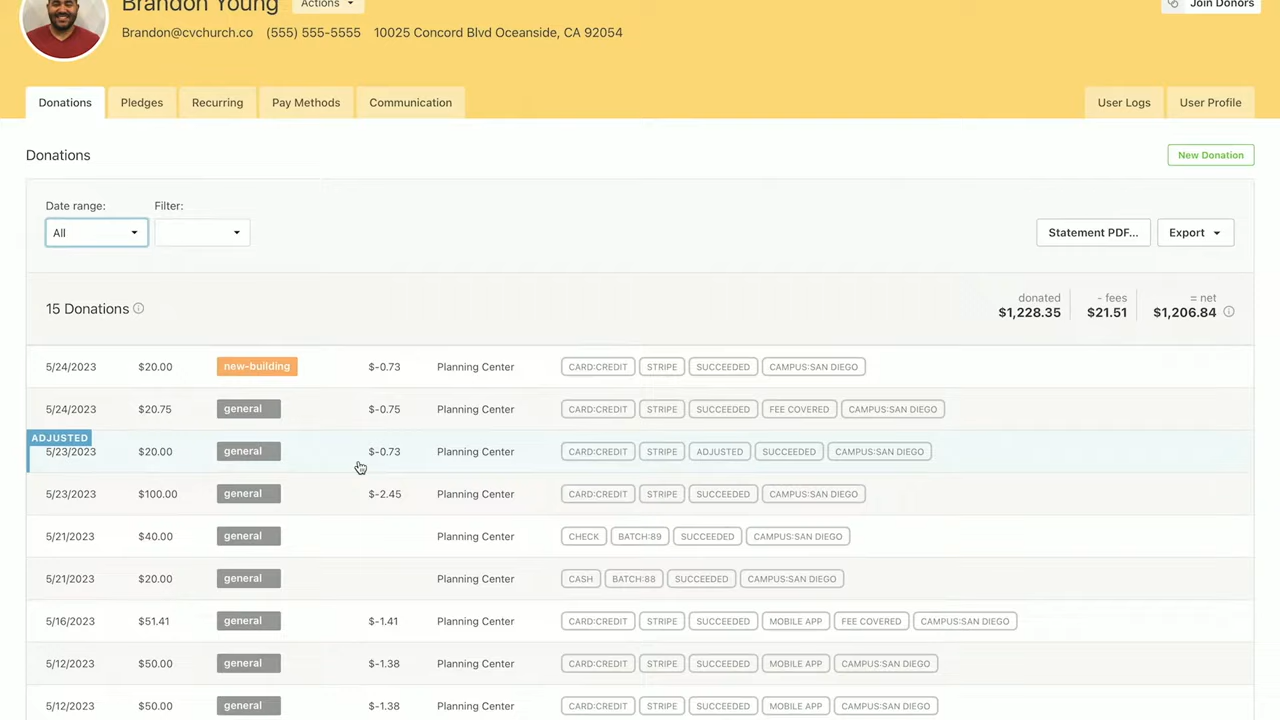 Brandon Young Actions Join Donors
Brandon@cvchurch.co (555) 555-5555 10025 Concord Blvd Oceanside, CA 92054
Donations Pledges Recurring Pay Methods Communication User Logs User Profile
Donations New Donation
Date range: Filter:
All Statement PDF... Export
donated - fees = net
15 Donations $1,228.35 $21.51 $1,206.84
5/24/2023 $20.00 new-building $-0.73 Planning Center CARD:CREDIT STRIPE SUCCEEDED CAMPUS:SAN DIEGO
5/24/2023 $20.75 general $-0.75 Planning Center CARD:CREDIT STRIPE SUCCEEDED FEE COVERED CAMPUS:SAN DIEGO
ADJUSTED
5/23/2023 $20.00 general $-0.73 Planning Center CARD:CREDIT STRIPE ADJUSTED SUCCEEDED CAMPUS:SAN DIEGO
5/23/2023 $100.00 general $-2.45 Planning Center CARD:CREDIT STRIPE SUCCEEDED CAMPUS:SAN DIEGO
5/21/2023 $40.00 general Planning Center CHECK BATCH:89 SUCCEEDED CAMPUS:SAN DIEGO
5/21/2023 $20.00 general Planning Center CASH BATCH:88 SUCCEEDED CAMPUS:SAN DIEGO
5/16/2023 $51.41 general $-1.41 Planning Center CARD:CREDIT STRIPE SUCCEEDED MOBILE APP FEE COVERED CAMPUS:SAN DIEGO
5/12/2023 $50.00 general $-1.38 Planning Center CARD:CREDIT STRIPE SUCCEEDED MOBILE APP CAMPUS:SAN DIEGO
5/12/2023 $50.00 general $-1.38 Planning Center CARD:CREDIT STRIPE SUCCEEDED MOBILE APP CAMPUS:SAN DIEGO